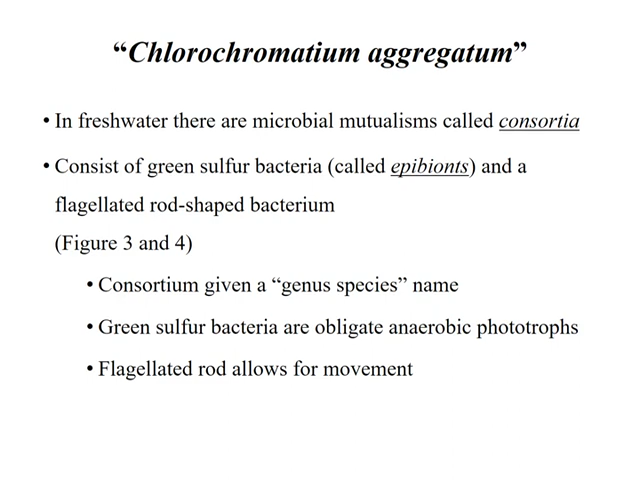 “Chlorochromatium aggregatum”
• In freshwater there are microbial mutualisms called consortia
• Consist of green sulfur bacteria (called epibionts) and a
flagellated rod-shaped bacterium
(Figure 3 and 4)
• Consortium given a “genus species” name
• Green sulfur bacteria are obligate anaerobic phototrophs
• Flagellated rod allows for movement